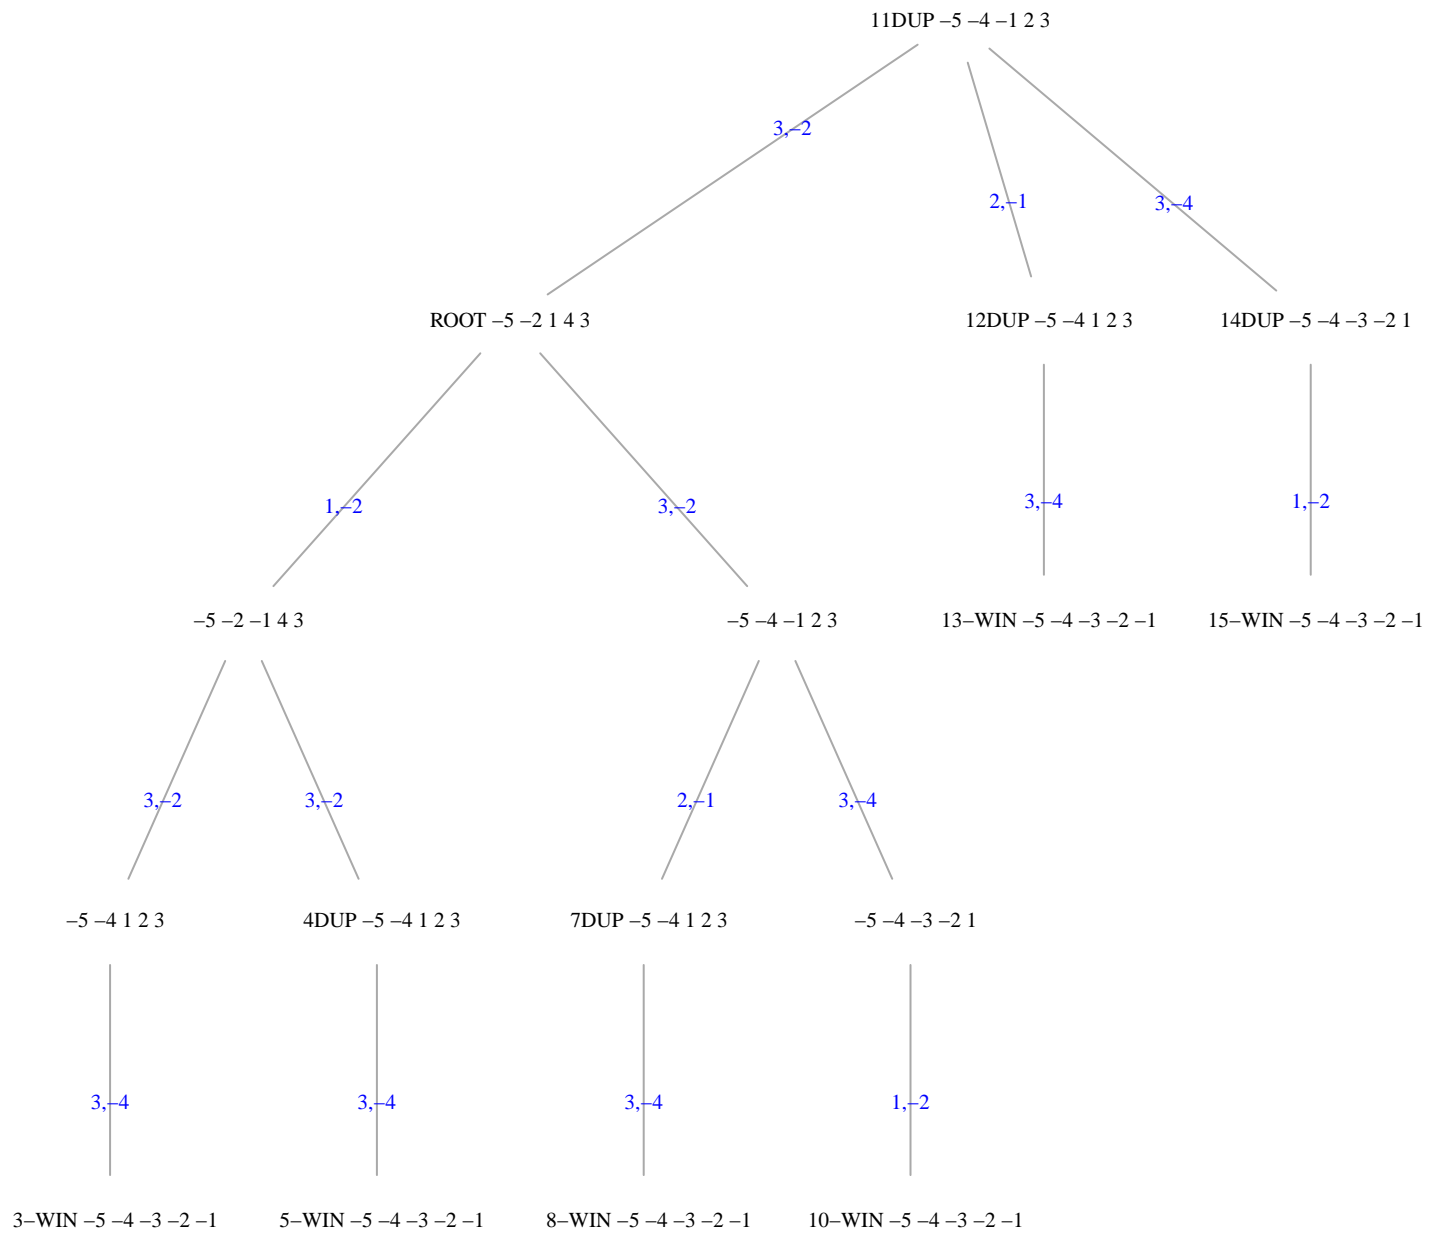 11DUP −5 −4 −1 2 3
3,−2
2,−1
3,−4
ROOT −5 −2 1 4 3
12DUP −5 −4 1 2 3
14DUP −5 −4 −3 −2 1
1,−2
3,−2
3,−4
1,−2
−5 −2 −1 4 3
−5 −4 −1 2 3
13−WIN −5 −4 −3 −2 −1
15−WIN −5 −4 −3 −2 −1
3,−2
3,−2
2,−1
3,−4
−5 −4 1 2 3
4DUP −5 −4 1 2 3
7DUP −5 −4 1 2 3
−5 −4 −3 −2 1
3,−4
3,−4
3,−4
1,−2
3−WIN −5 −4 −3 −2 −1
5−WIN −5 −4 −3 −2 −1
8−WIN −5 −4 −3 −2 −1
10−WIN −5 −4 −3 −2 −1